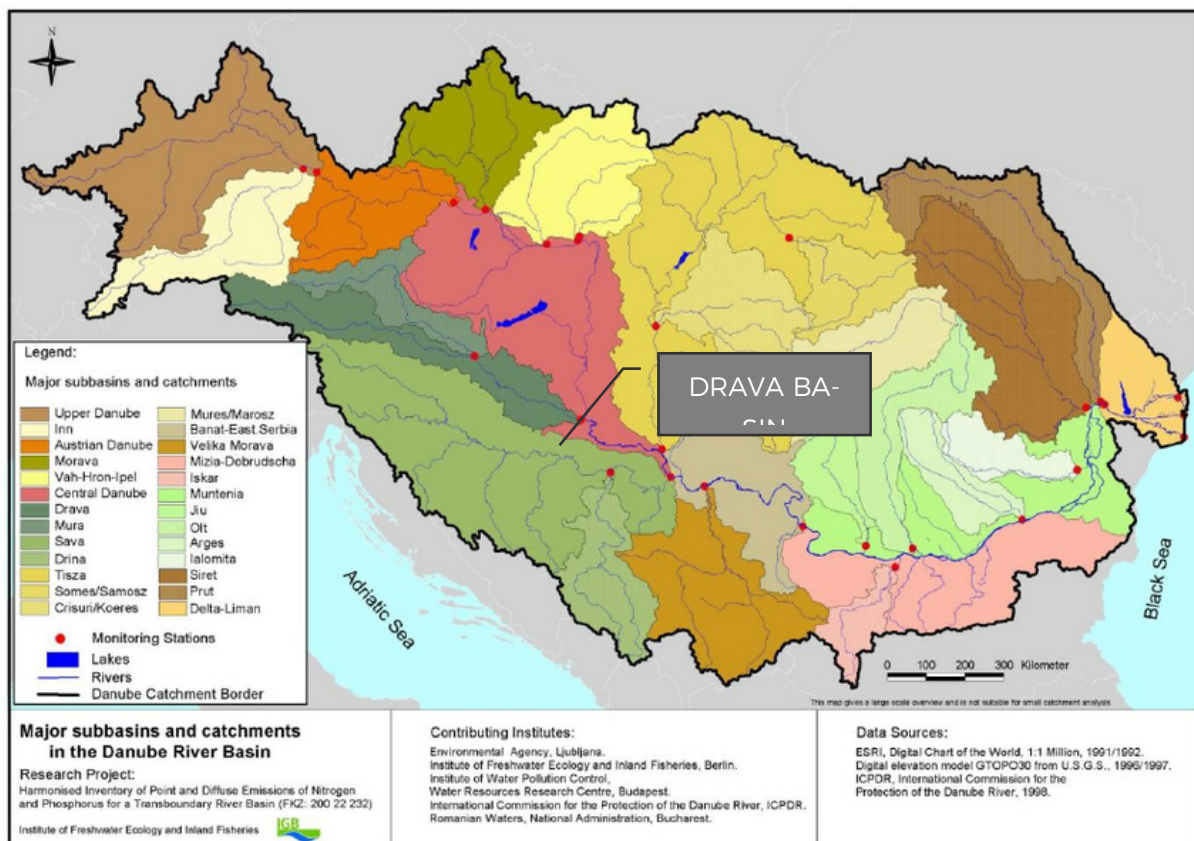 N
DRAVA BA-
SIN
Legend:
Major subbasins and catchments
Upper Danube
Inn
Austrian Danube
Morava
Vah-Hron-Ipel
Central Danube
Drava
Mura
Sava
Drina
Tisza
Somes/Samosz
Crisuri/Koeres
Mures/Marosz
Banat-East.Serbia
Velika Morava
Mizia-Dobrudscha
Iskar
Muntenia
Jiu
Olt
Arges
Ialomita
Siret
Prut
Delta-Liman
Monitoring Stations
Lakes
Rivers
Danube Catchment Border
Adriatic Sea
Black Sea
0 100 200 300 Kilometer
This map gives a large scale overview and is not suitable for small catchment analysis.
Major subbasins and catchments
in the Danube River Basin
Research Project:
Harmonised Inventory of Point and Diffuse Emissions of Nitrogen
and Phosphorus for a Transboundary River Basin (FKZ: 200 22 232)
Institute of Freshwater Ecology and Inland Fisheries
IGB
Contributing Institutes:
Environmental Agency, Ljubljana.
Institute of Freshwater Ecology and Inland Fisheries, Berlin.
Institute of Water Pollution Control,
Water Resources Research Centre, Budapest.
International Commission for the Protection of the Danube River, ICPDR.
Romanian Waters, National Administration, Bucharest.
Data Sources:
ESRI, Digital Chart of the World, 1:1 Million, 1991/1992.
Digital elevation model GTOPO30 from U.S.G.S., 1996/1997.
ICPDR, International Commission for the
Protection of the Danube River, 1998.